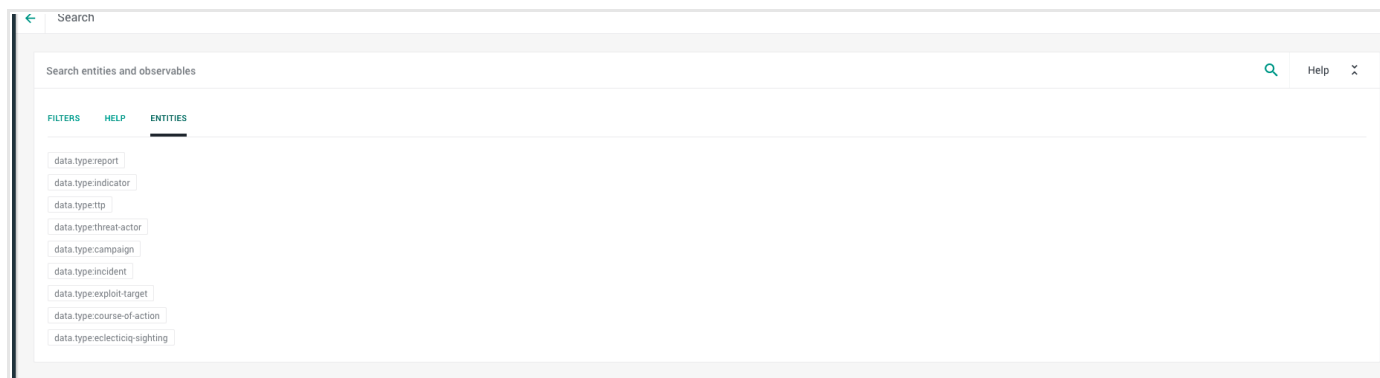 Search
Search entities and observables
Help
FILTERS HELP ENTITIES
data.type:report
data.type:indicator
data.type:ttp
data.type:threat-actor
data.type:campaign
data.type:incident
data.type:exploit-target
data.type:course-of-action
data.type:eclecticiq-sighting